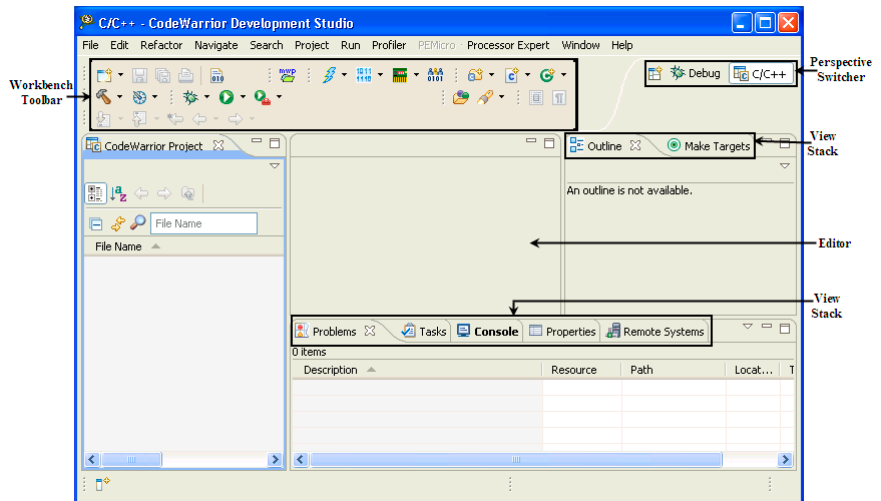 C/C++ - CodeWarrior Development Studio
File Edit Refactor Navigate Search Project Run Profiler PEMicro Processor Expert Window Help
Workbench
Toolbar
Debug
C/C++
Perspective
Switcher
CodeWarrior Project
Outline
Make Targets
View
Stack
An outline is not available.
File Name
File Name
Editor
View
Stack
Problems
Tasks
Console
Properties
Remote Systems
0 items
Description
Resource
Path
Locat...
T